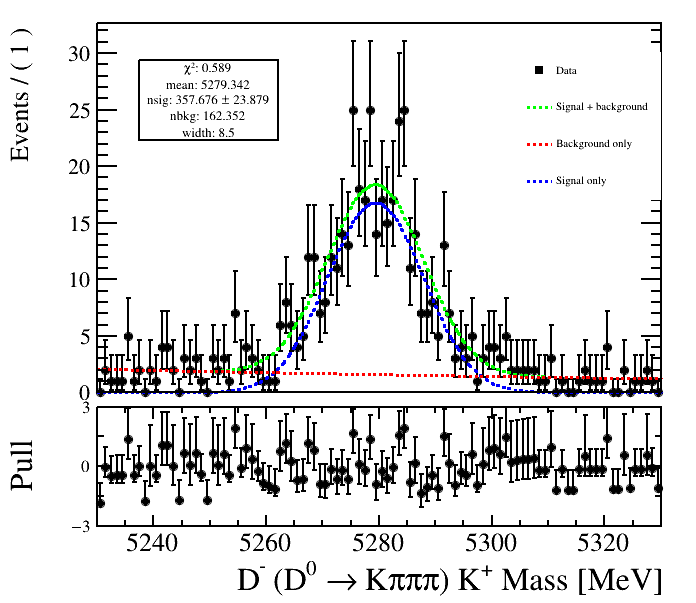 Events / ( 1 )
30
25
20
15
10
5
0
χ²: 0.589
mean: 5279.342
nsig: 357.676 ± 23.879
nbkg: 162.352
width: 8.5
Data
Signal + background
Background only
Signal only
Pull
3
0
−3
5240 5260 5280 5300 5320
D⁻ (D⁰ → Kπππ) K⁺ Mass [MeV]